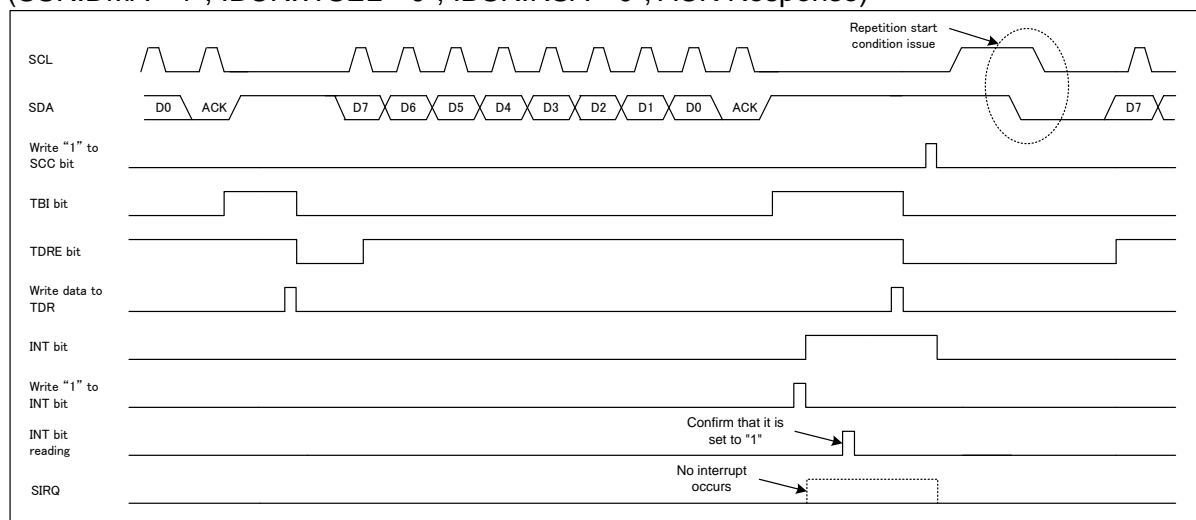 Repetition start
condition issue
SCL
SDA
D0 ACK D7 D6 D5 D4 D3 D2 D1 D0 ACK D7
Write “1” to
SCC bit
TBI bit
TDRE bit
Write data to
TDR
INT bit
Write “1” to
INT bit
INT bit
reading
Confirm that it is
set to "1"
No interrupt
occurs
SIRQ